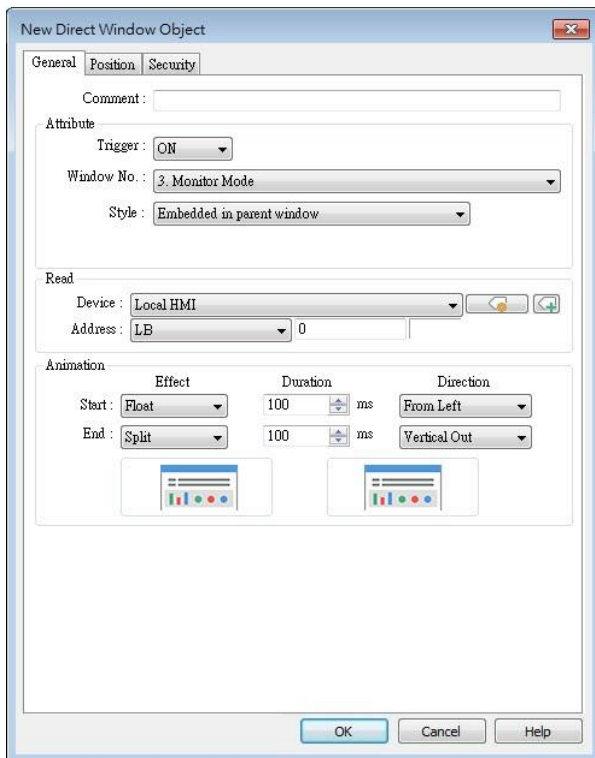 New Direct Window Object
General Position Security
Comment :
Attribute
Trigger : ON
Window No. : 3. Monitor Mode
Style : Embedded in parent window
Read
Device : Local HMI
Address : LB 0
Animation
Effect Duration Direction
Start : Float 100 ms From Left
End : Split 100 ms Vertical Out
OK Cancel Help